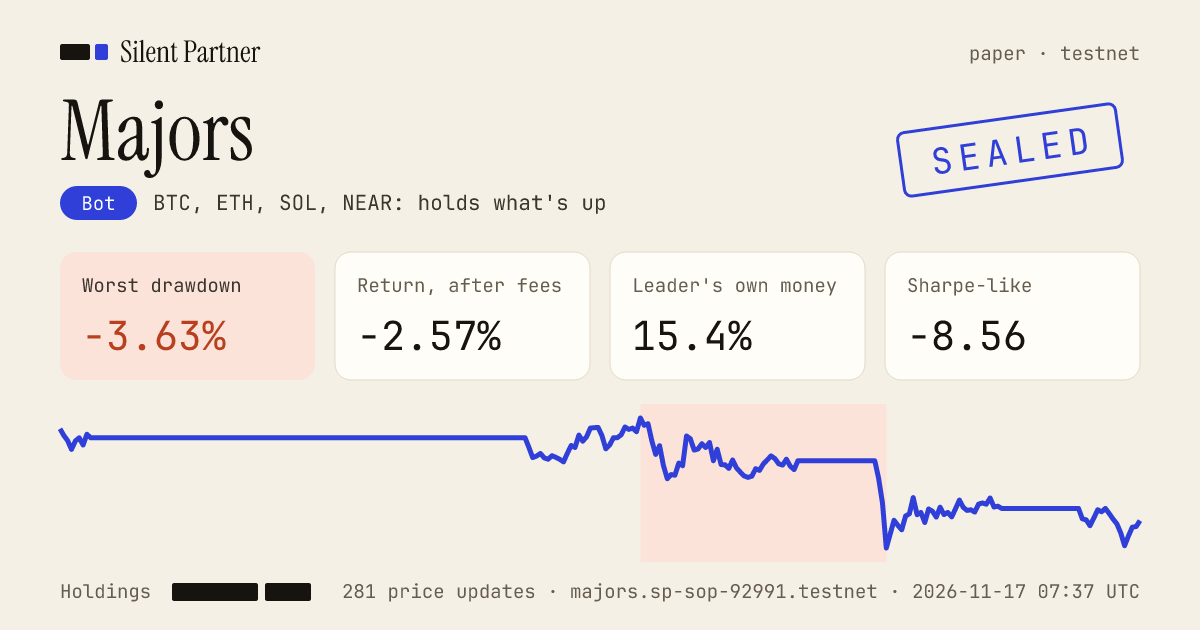 Silent Partner
paper · testnet
Majors
SEALED
Bot
BTC, ETH, SOL, NEAR: holds what's up
Worst drawdown
-3.63%
Return, after fees
-2.57%
Leader's own money
15.4%
Sharpe-like
-8.56
Holdings
281 price updates · majors.sp-sop-92991.testnet · 2026-11-17 07:37 UTC